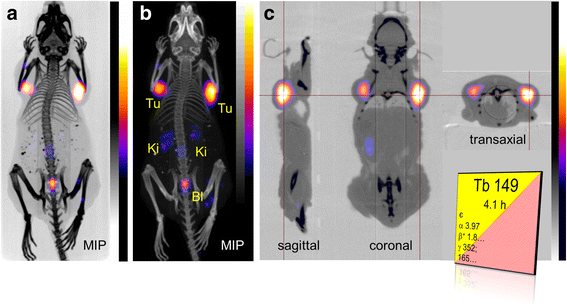 a
MIP
b
Tu
Tu
Ki
Ki
Bl
MIP
c
sagittal
coronal
transaxial
Tb 149
4.1 h
ϵ
α 3.97
β⁺ 1.8...
γ 352;
165...